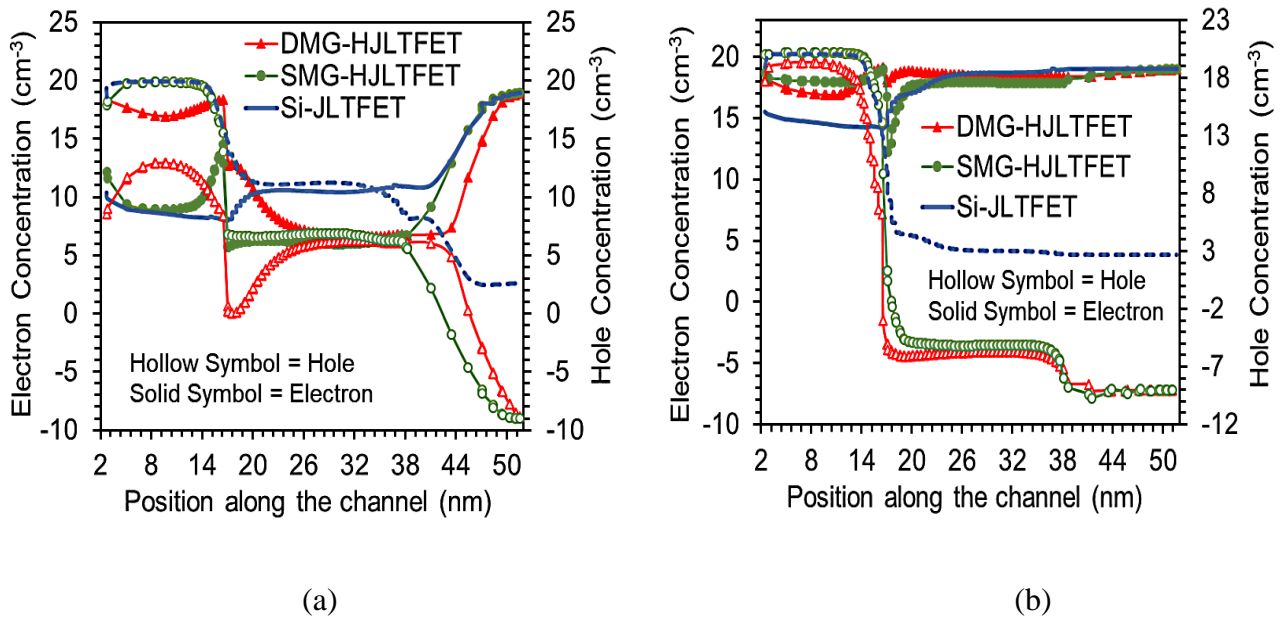 25
20
15
10
5
0
-5
-10
Electron Concentration (cm-3)
DMG-HJLTFET
SMG-HJLTFET
Si-JLTFET
Hollow Symbol = Hole
Solid Symbol = Electron
25
20
15
10
5
0
-5
-10
Hole Concentration (cm-3)
2 8 14 20 26 32 38 44 50
Position along the channel (nm)
(a)
20
15
10
5
0
-5
-10
Electron Concentration (cm-3)
DMG-HJLTFET
SMG-HJLTFET
Si-JLTFET
Hollow Symbol = Hole
Solid Symbol = Electron
23
18
13
8
3
-2
-7
-12
Hole Concentration (cm-3)
2 8 14 20 26 32 38 44 50
Position along the channel (nm)
(b)